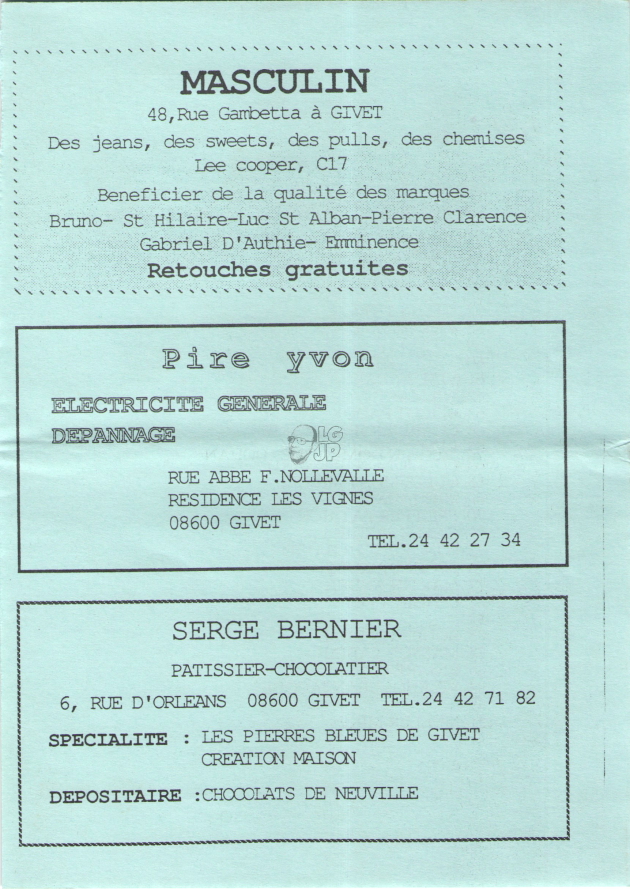 MASCULIN
48,Rue Gambetta à GIVET
Des jeans, des sweets, des pulls, des chemises
Lee cooper, C17
Beneficier de la qualité des marques
Bruno- St Hilaire-Luc St Alban-Pierre Clarence
Gabriel D'Authie- Emminence
Retouches gratuites
Pire yvon
ELECTRICITE GENERALE
DEPANNAGE
LG
JP
RUE ABBE F.NOLLEVALLE
RESIDENCE LES VIGNES
08600 GIVET
TEL.24 42 27 34
SERGE BERNIER
PATISSIER-CHOCOLATIER
6, RUE D'ORLEANS 08600 GIVET TEL.24 42 71 82
SPECIALITE : LES PIERRES BLEUES DE GIVET
CREATION MAISON
DEPOSITAIRE :CHOCOLATS DE NEUVILLE